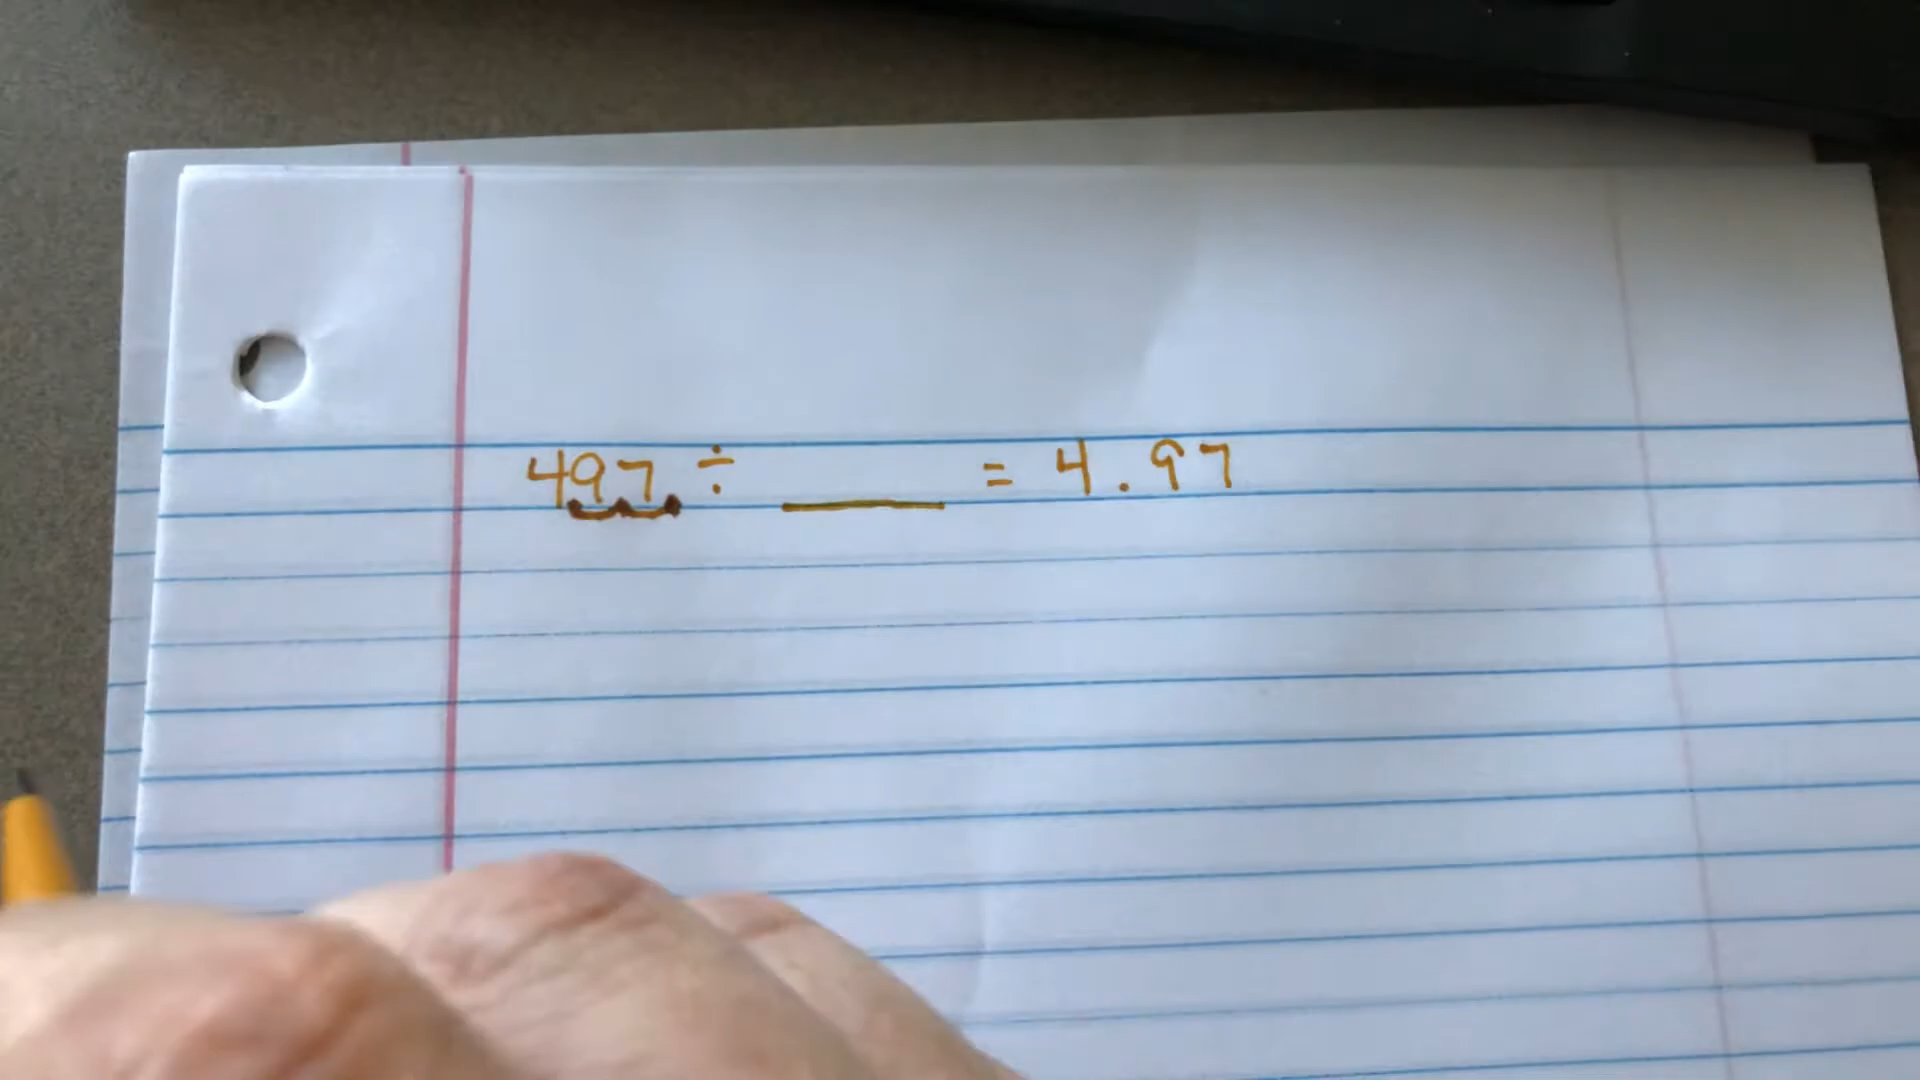 497 ÷ ____ = 4.97